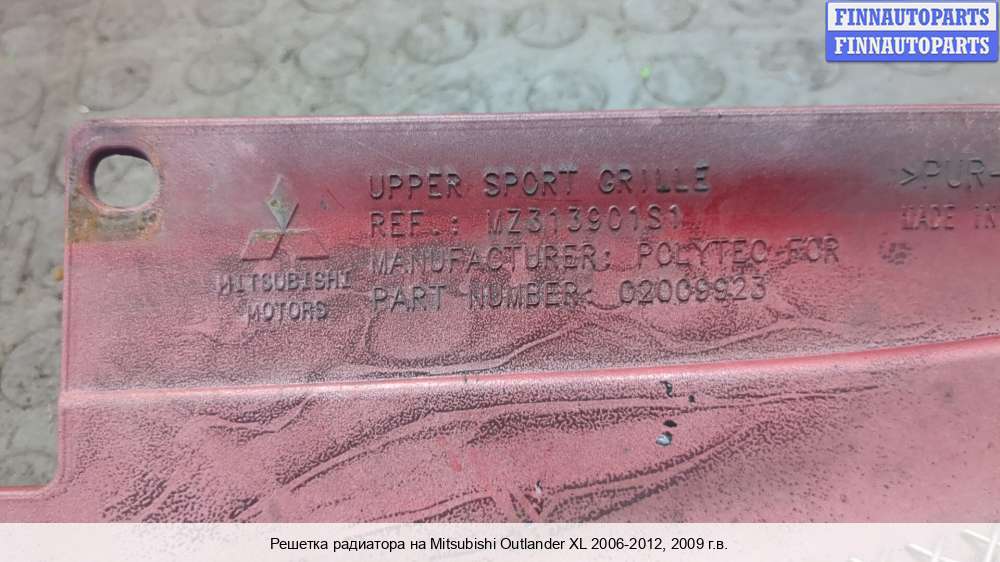 FINNAUTOPARTS
FINNAUTOPARTS
UPPER SPORT GRILLE
REF.: MZ313901S1
MANUFACTURER: POLYTEC FOR
PART NUMBER: 02009923
MITSUBISHI
MOTORS
>PUR-
MADE IN
Решетка радиатора на Mitsubishi Outlander XL 2006-2012, 2009 г.в.